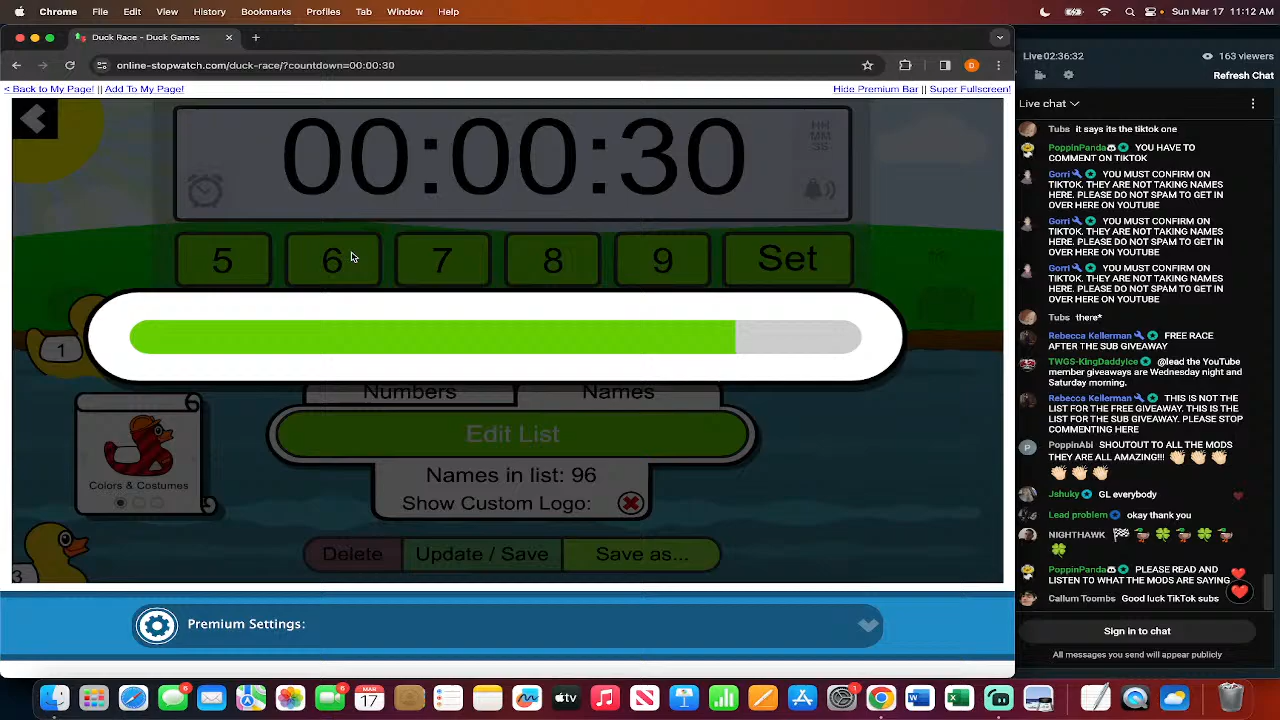 Chrome File Edit View History Bookmarks Profiles Tab Window Help Sun Mar 17 11:12 AM
Duck Race - Duck Games
online-stopwatch.com/duck-race/?countdown=00:00:30
< Back to My Page! || Add To My Page! Hide Premium Bar || Super Fullscreen!
00:00:30
HH
MM
SS
5 6 7 8 9 Set
1
Numbers Names
6
Edit List
Names in list: 96
Colors & Costumes
Show Custom Logo:
Delete Update / Save Save as...
3
Premium Settings:
Live 02:36:32 163 viewers
Refresh Chat
Live chat
Tubs it says its the tiktok one
PoppinPanda YOU HAVE TO
COMMENT ON TIKTOK
Gorri YOU MUST CONFIRM ON
TIKTOK. THEY ARE NOT TAKING NAMES
HERE. PLEASE DO NOT SPAM TO GET IN
OVER HERE ON YOUTUBE
Gorri YOU MUST CONFIRM ON
TIKTOK. THEY ARE NOT TAKING NAMES
HERE. PLEASE DO NOT SPAM TO GET IN
OVER HERE ON YOUTUBE
Gorri YOU MUST CONFIRM ON
TIKTOK. THEY ARE NOT TAKING NAMES
HERE. PLEASE DO NOT SPAM TO GET IN
OVER HERE ON YOUTUBE
Tubs there*
Rebecca Kellerman FREE RACE
AFTER THE SUB GIVEAWAY
TWGS-KingDaddyIce @lead the YouTube
member giveaways are Wednesday night and
Saturday morning.
Rebecca Kellerman THIS IS NOT THE
LIST FOR THE FREE GIVEAWAY. THIS IS THE
LIST FOR THE SUB GIVEAWAY. PLEASE STOP
COMMENTING HERE
P
PoppinAbi SHOUTOUT TO ALL THE MODS
THEY ARE ALL AMAZING!!! 👏🏻 👏🏻 👏🏻
👏🏻 👏🏻 👏🏻
Jshuky GL everybody
Lead problem okay thank you
NIGHTHAWK 🏁 🦆 🍀 🦆 🍀 🦆
🍀
PoppinPanda PLEASE READ AND
LISTEN TO WHAT THE MODS ARE SAYING
Callum Toombs Good luck TikTok subs
Sign in to chat
All messages you send will appear publicly
6 6 MAR 17 tv 1